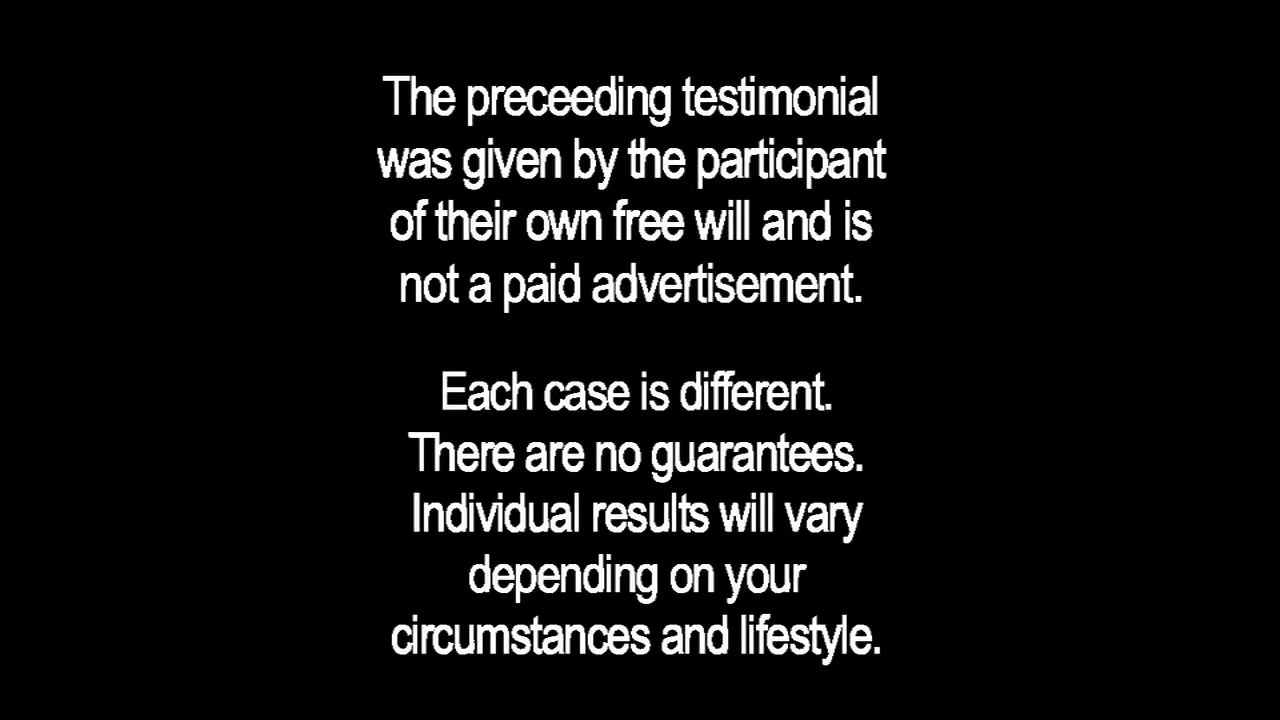 The preceeding testimonial
was given by the participant
of their own free will and is
not a paid advertisement.
Each case is different.
There are no guarantees.
Individual results will vary
depending on your
circumstances and lifestyle.